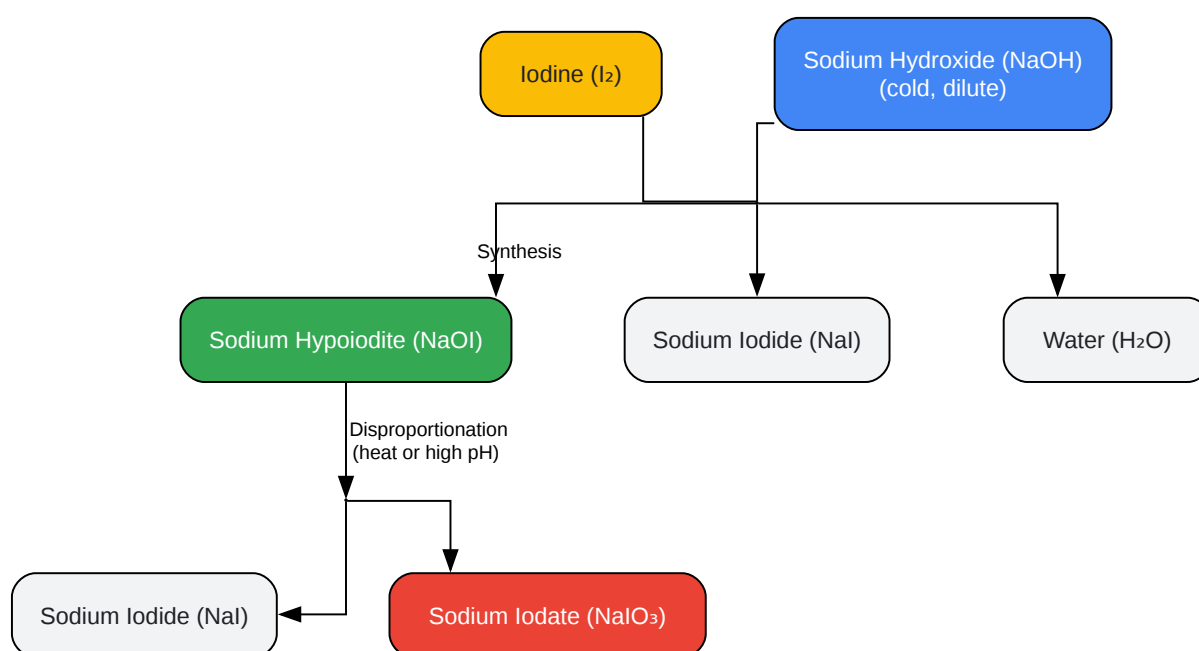 Iodine (I₂)
Sodium Hydroxide (NaOH)
(cold, dilute)
Synthesis
Sodium Hypoiodite (NaOI)
Sodium Iodide (NaI)
Water (H₂O)
Disproportionation
(heat or high pH)
Sodium Iodide (NaI)
Sodium Iodate (NaIO₃)